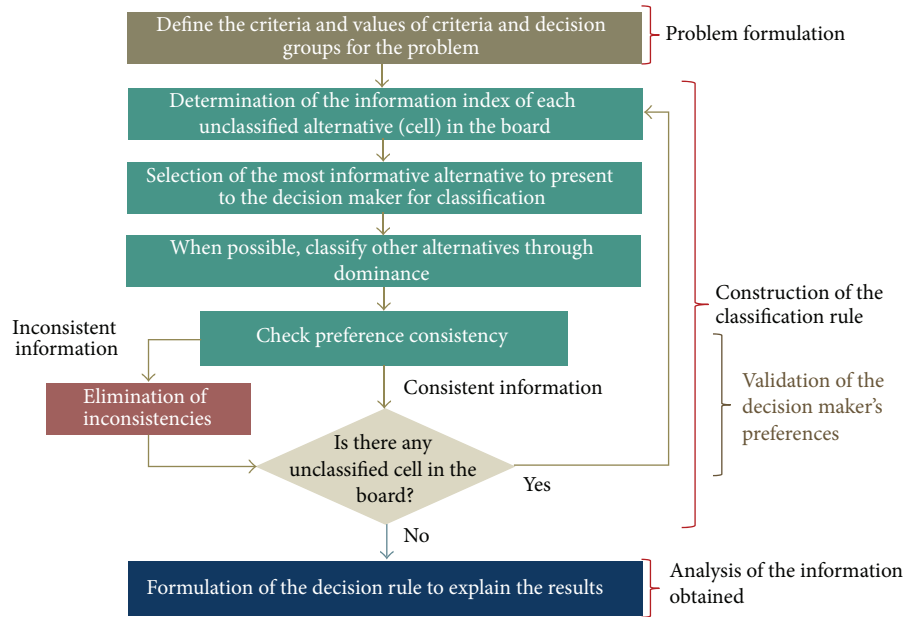 Define the criteria and values of criteria and decision
groups for the problem
Problem formulation
Determination of the information index of each
unclassified alternative (cell) in the board
Selection of the most informative alternative to present
to the decision maker for classification
When possible, classify other alternatives through
dominance
Construction of the
classification rule
Inconsistent
information
Check preference consistency
Consistent information
Validation of the
decision maker's
preferences
Elimination of
inconsistencies
Is there any
unclassified cell in the
board?
Yes
No
Formulation of the decision rule to explain the results
Analysis of the information
obtained